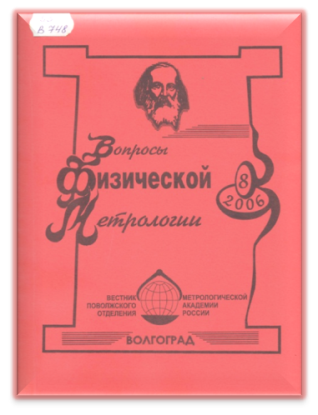 В 748
Вопросы
Физической
8
2006
Метрологии
ВЕСТНИК МЕТРОЛОГИЧЕСКОЙ
ПОВОЛЖСКОГО АКАДЕМИИ
ОТДЕЛЕНИЯ РОССИИ
ВОЛГОГРАД